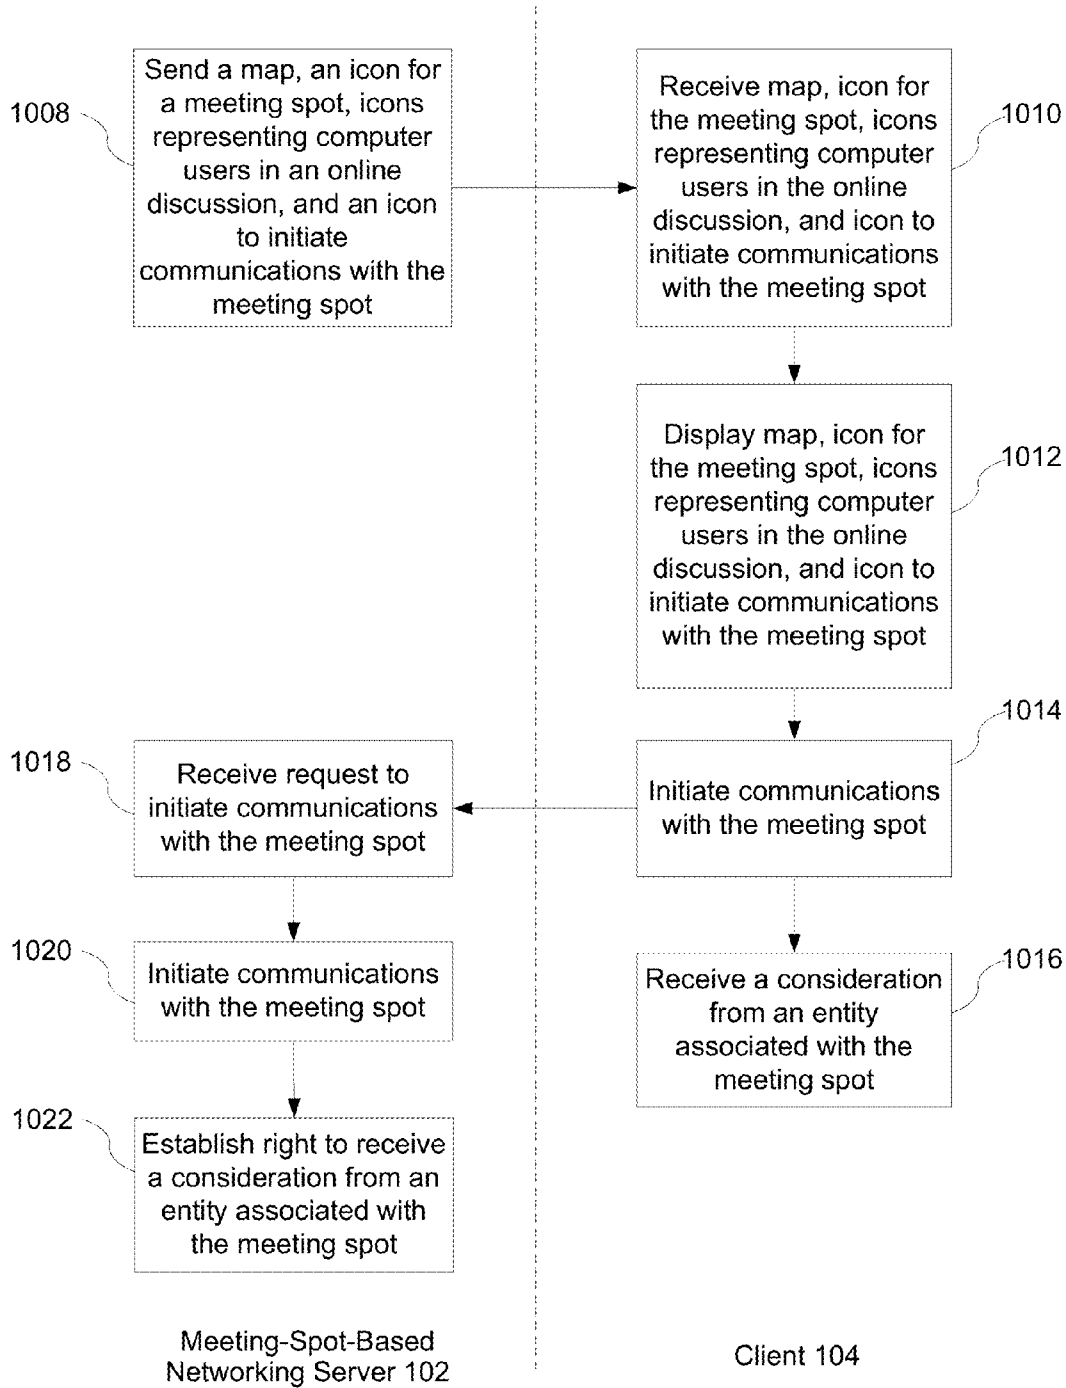 1008
Send a map, an icon for
a meeting spot, icons
representing computer
users in an online
discussion, and an icon
to initiate
communications with the
meeting spot
Receive map, icon for
the meeting spot, icons
representing computer
users in the online
discussion, and icon to
initiate communications
with the meeting spot
1010
Display map, icon for
the meeting spot, icons
representing computer
users in the online
discussion, and icon to
initiate communications
with the meeting spot
1012
1014
Initiate communications
with the meeting spot
1018
Receive request to
initiate communications
with the meeting spot
1020
Initiate communications
with the meeting spot
1016
Receive a consideration
from an entity
associated with the
meeting spot
1022
Establish right to receive
a consideration from an
entity associated with
the meeting spot
Meeting-Spot-Based
Networking Server 102
Client 104